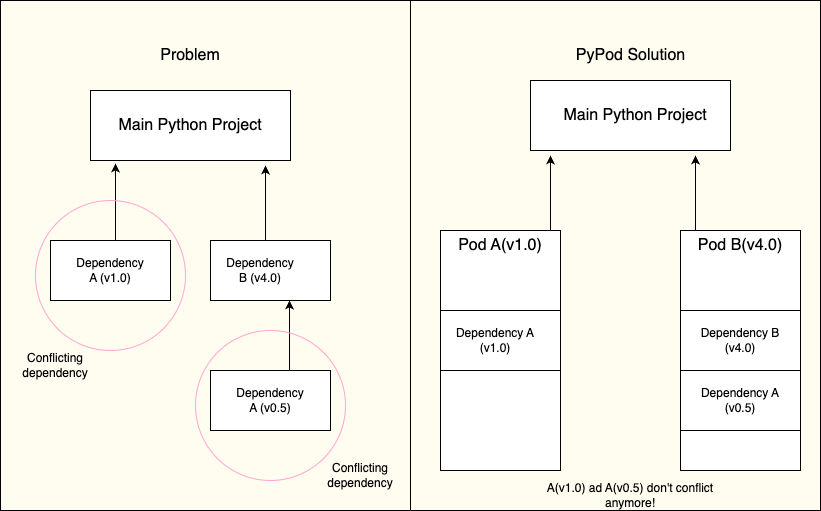 Problem
Main Python Project
Dependency
A (v1.0)
Dependency
B (v4.0)
Conflicting
dependency
Dependency
A (v0.5)
Conflicting
dependency
PyPod Solution
Main Python Project
Pod A(v1.0)
Dependency A
(v1.0)
Pod B(v4.0)
Dependency B
(v4.0)
Dependency A
(v0.5)
A(v1.0) ad A(v0.5) don't conflict
anymore!